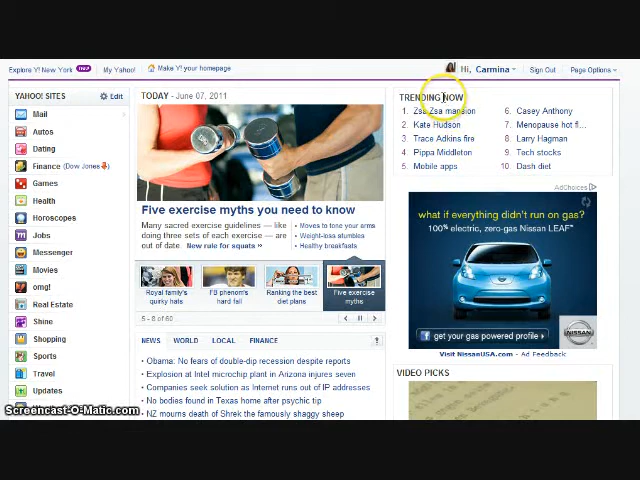 Explore Y! New York
My Yahoo!
Make Y! your homepage
Hi, Carmina
Sign Out
Page Options
YAHOO! SITES
Edit
Mail
Autos
Dating
Finance (Dow Jones )
Games
Health
Horoscopes
Jobs
Messenger
Movies
omg!
Real Estate
Shine
Shopping
Sports
Travel
Updates
TODAY - June 07, 2011
Five exercise myths you need to know
Many sacred exercise guidelines — like
doing three sets of each exercise — are
out of date. New rule for squats »
• Moves to tone your arms
• Weight-loss stumbles
• Healthy breakfasts
Royal family's
quirky hats
FB phenom's
hard fall
Ranking the best
diet plans
Five exercise
myths
5 - 8 of 60
NEWS
WORLD
LOCAL
FINANCE
• Obama: No fears of double-dip recession despite reports
• Explosion at Intel microchip plant in Arizona injures seven
• Companies seek solution as Internet runs out of IP addresses
• No bodies found in Texas home after psychic tip
• NZ mourns death of Shrek the famously shaggy sheep
TRENDING NOW
1. Zsa Zsa mansion
2. Kate Hudson
3. Trace Adkins fire
4. Pippa Middleton
5. Mobile apps
6. Casey Anthony
7. Menopause hot fl...
8. Larry Hagman
9. Tech stocks
10. Dash diet
AdChoices
what if everything didn't run on gas?
100% electric, zero-gas Nissan LEAF™
f get your gas powered profile
NISSAN
Visit NissanUSA.com - Ad Feedback
VIDEO PICKS
Screencast-O-Matic.com